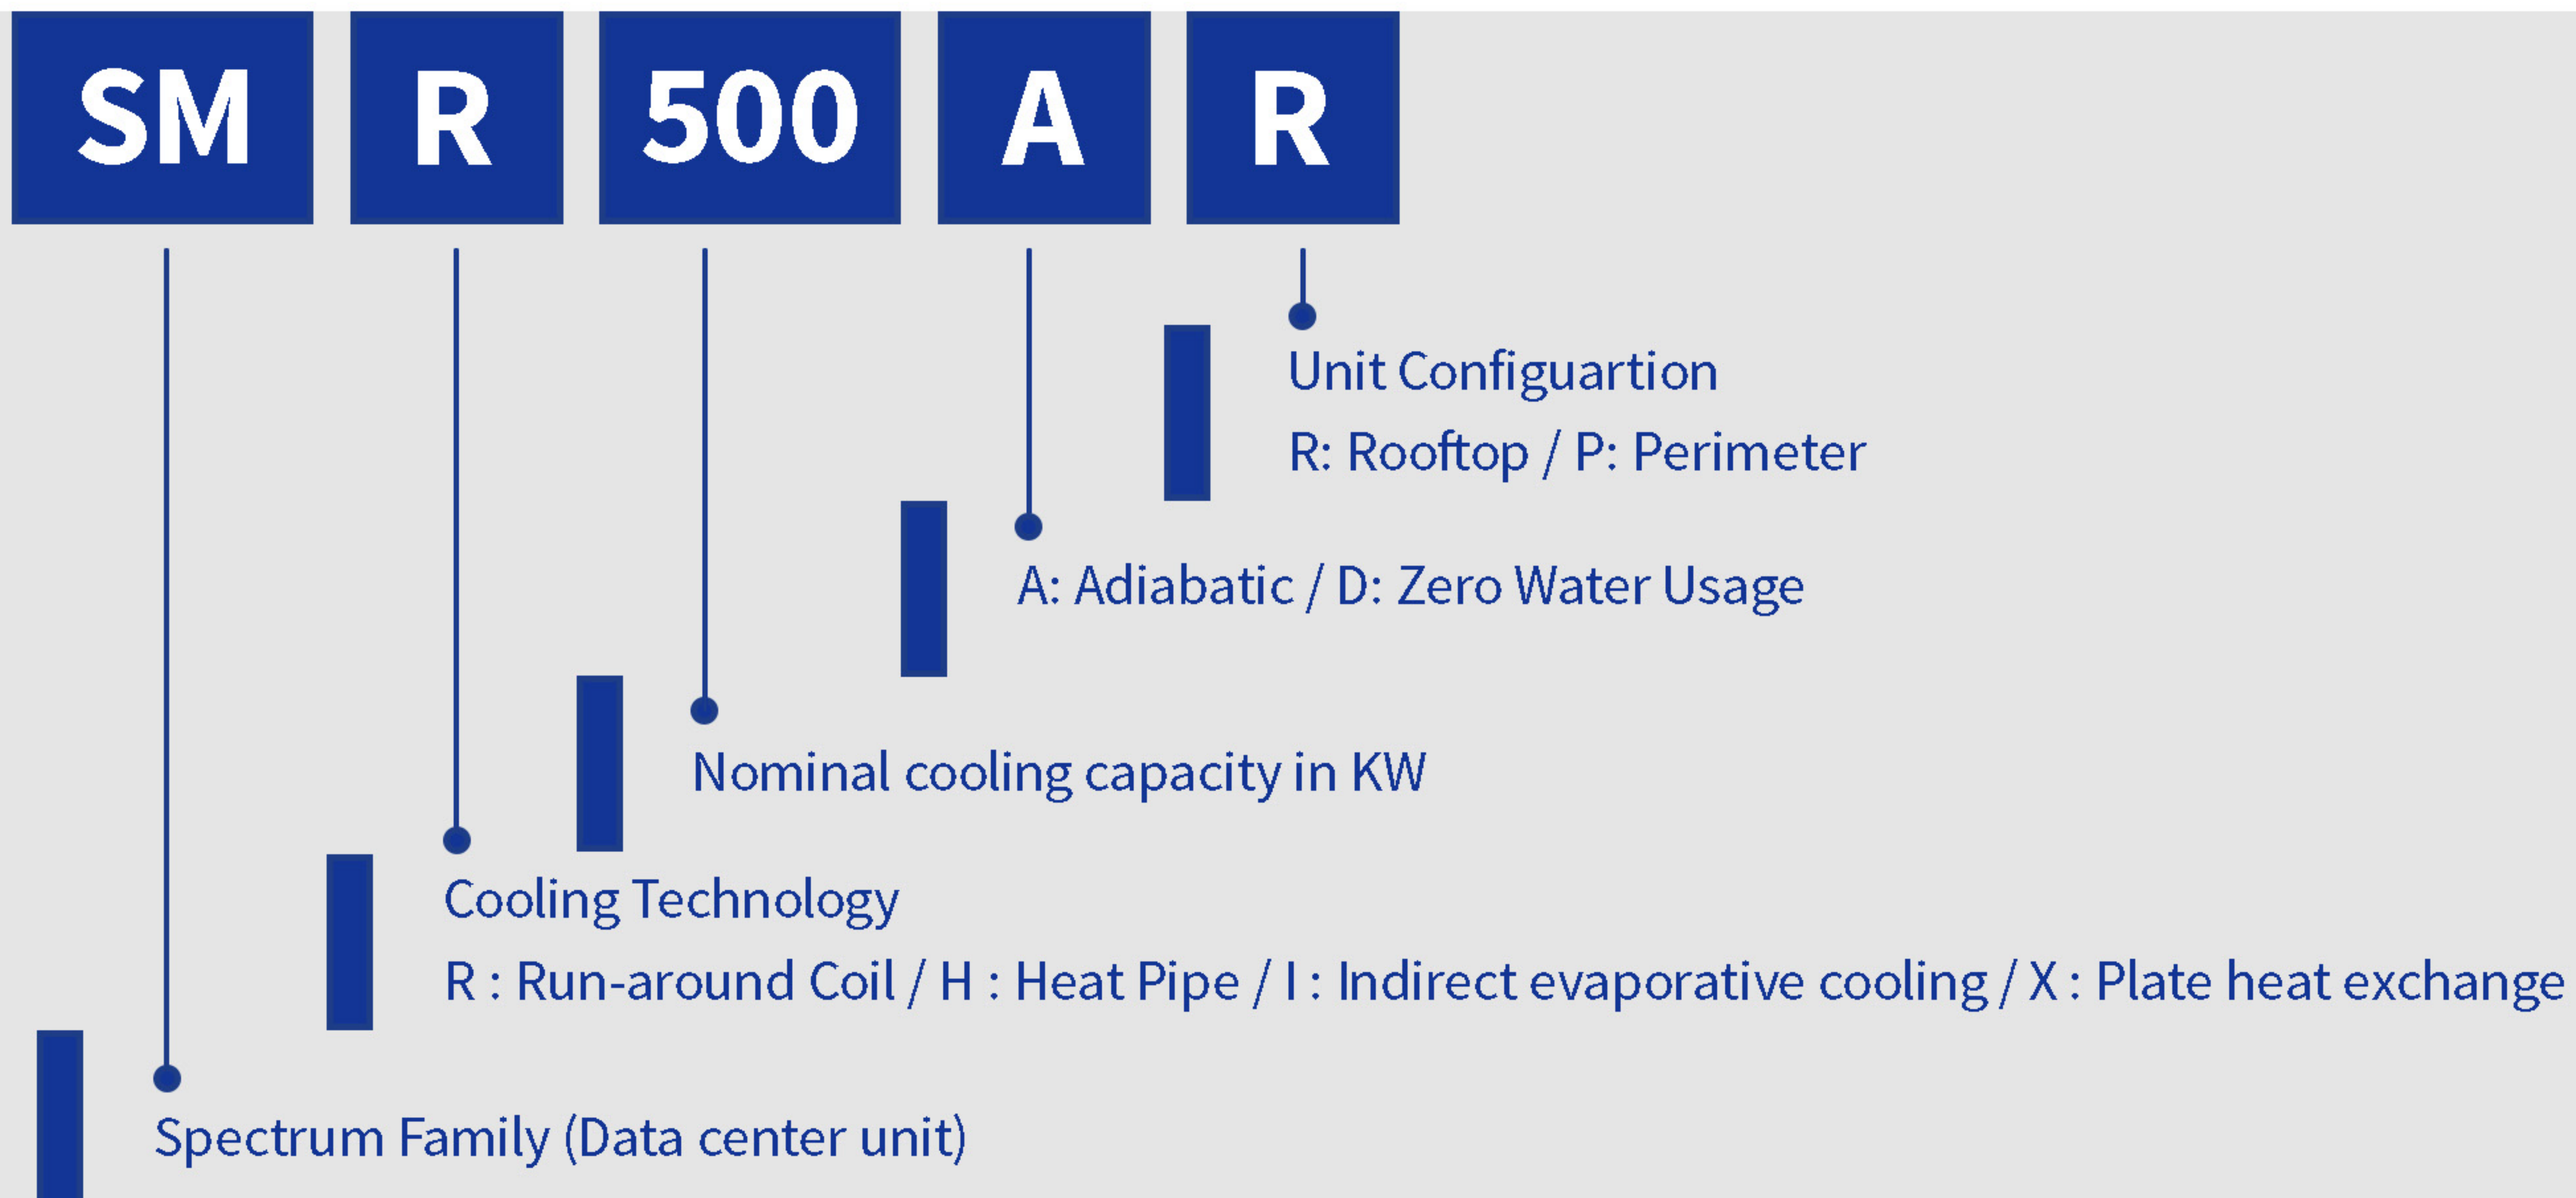 SM R 500 A R
Unit Configuartion
R: Rooftop / P: Perimeter
A: Adiabatic / D: Zero Water Usage
Nominal cooling capacity in KW
Cooling Technology
R : Run-around Coil / H : Heat Pipe / I : Indirect evaporative cooling / X : Plate heat exchange
Spectrum Family (Data center unit)